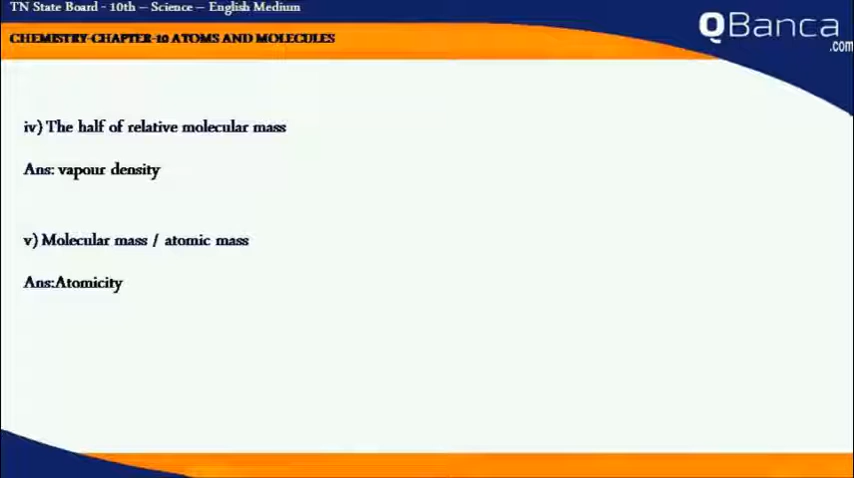 TN State Board - 10th – Science – English Medium
QBanca
.com
CHEMISTRY-CHAPTER-10 ATOMS AND MOLECULES
iv) The half of relative molecular mass
Ans: vapour density
v) Molecular mass / atomic mass
Ans:Atomicity